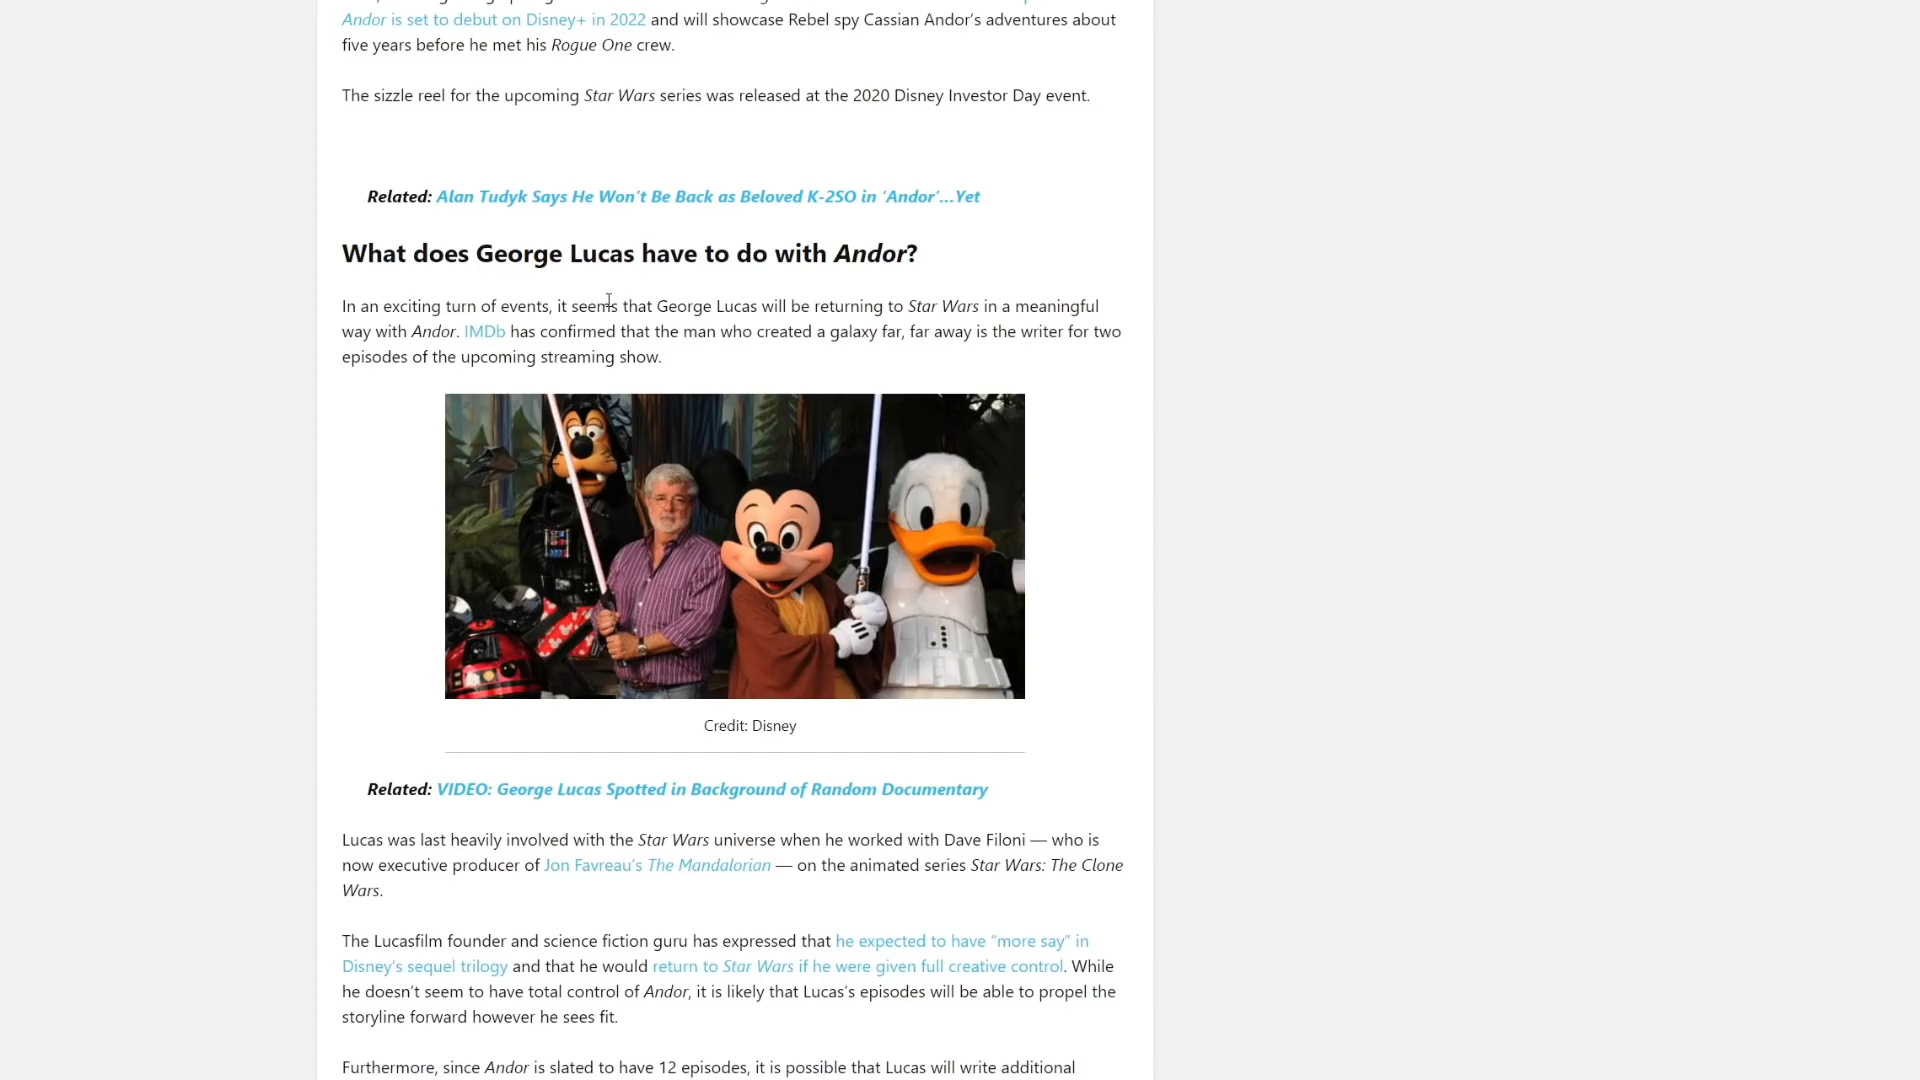 Andor is set to debut on Disney+ in 2022 and will showcase Rebel spy Cassian Andor’s adventures about
five years before he met his Rogue One crew.
The sizzle reel for the upcoming Star Wars series was released at the 2020 Disney Investor Day event.
Related: Alan Tudyk Says He Won’t Be Back as Beloved K-2SO in ‘Andor’...Yet
What does George Lucas have to do with Andor?
In an exciting turn of events, it seems that George Lucas will be returning to Star Wars in a meaningful
way with Andor. IMDb has confirmed that the man who created a galaxy far, far away is the writer for two
episodes of the upcoming streaming show.
Credit: Disney
Related: VIDEO: George Lucas Spotted in Background of Random Documentary
Lucas was last heavily involved with the Star Wars universe when he worked with Dave Filoni — who is
now executive producer of Jon Favreau’s The Mandalorian — on the animated series Star Wars: The Clone
Wars.
The Lucasfilm founder and science fiction guru has expressed that he expected to have “more say” in
Disney’s sequel trilogy and that he would return to Star Wars if he were given full creative control. While
he doesn’t seem to have total control of Andor, it is likely that Lucas’s episodes will be able to propel the
storyline forward however he sees fit.
Furthermore, since Andor is slated to have 12 episodes, it is possible that Lucas will write additional